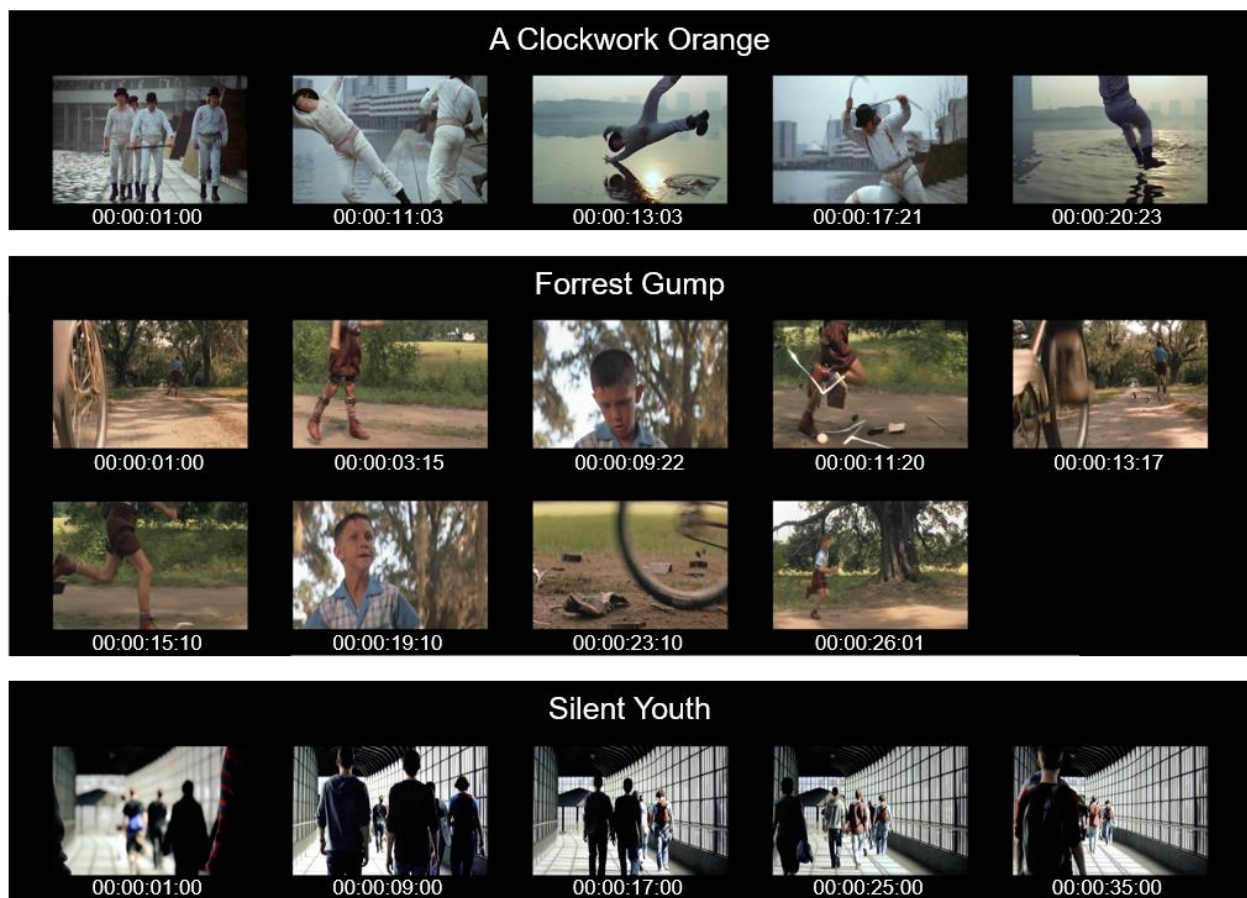 A Clockwork Orange
00:00:01:00 00:00:11:03 00:00:13:03 00:00:17:21 00:00:20:23
Forrest Gump
00:00:01:00 00:00:03:15 00:00:09:22 00:00:11:20 00:00:13:17
00:00:15:10 00:00:19:10 00:00:23:10 00:00:26:01
Silent Youth
00:00:01:00 00:00:09:00 00:00:17:00 00:00:25:00 00:00:35:00